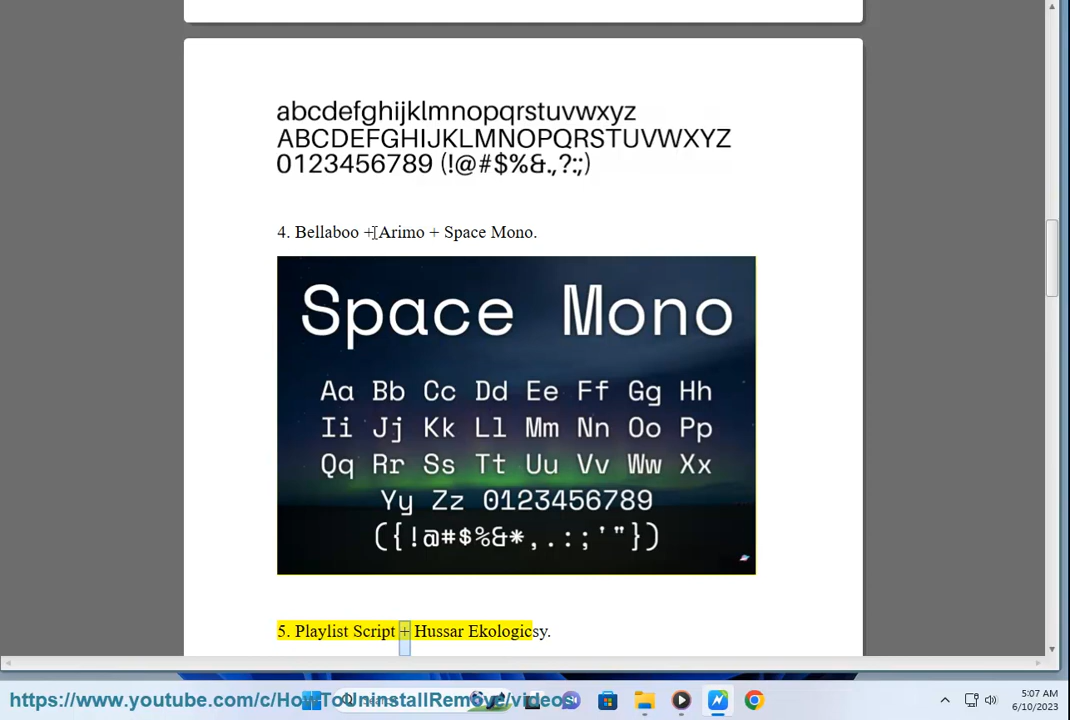 abcdefghijklmnopqrstuvwxyz
ABCDEFGHIJKLMNOPQRSTUVWXYZ
0123456789 (!@#$%&.,?:;)
4. Bellaboo + Arimo + Space Mono.
Space Mono
Aa Bb Cc Dd Ee Ff Gg Hh
Ii Jj Kk Ll Mm Nn Oo Pp
Qq Rr Ss Tt Uu Vv Ww Xx
Yy Zz 0123456789
({!@#$%&*,.:;'"})
5. Playlist Script + Hussar Ekologicsy.
https://www.youtube.com/c/HowToUninstallRemove/videos
5:07 AM
6/10/2023